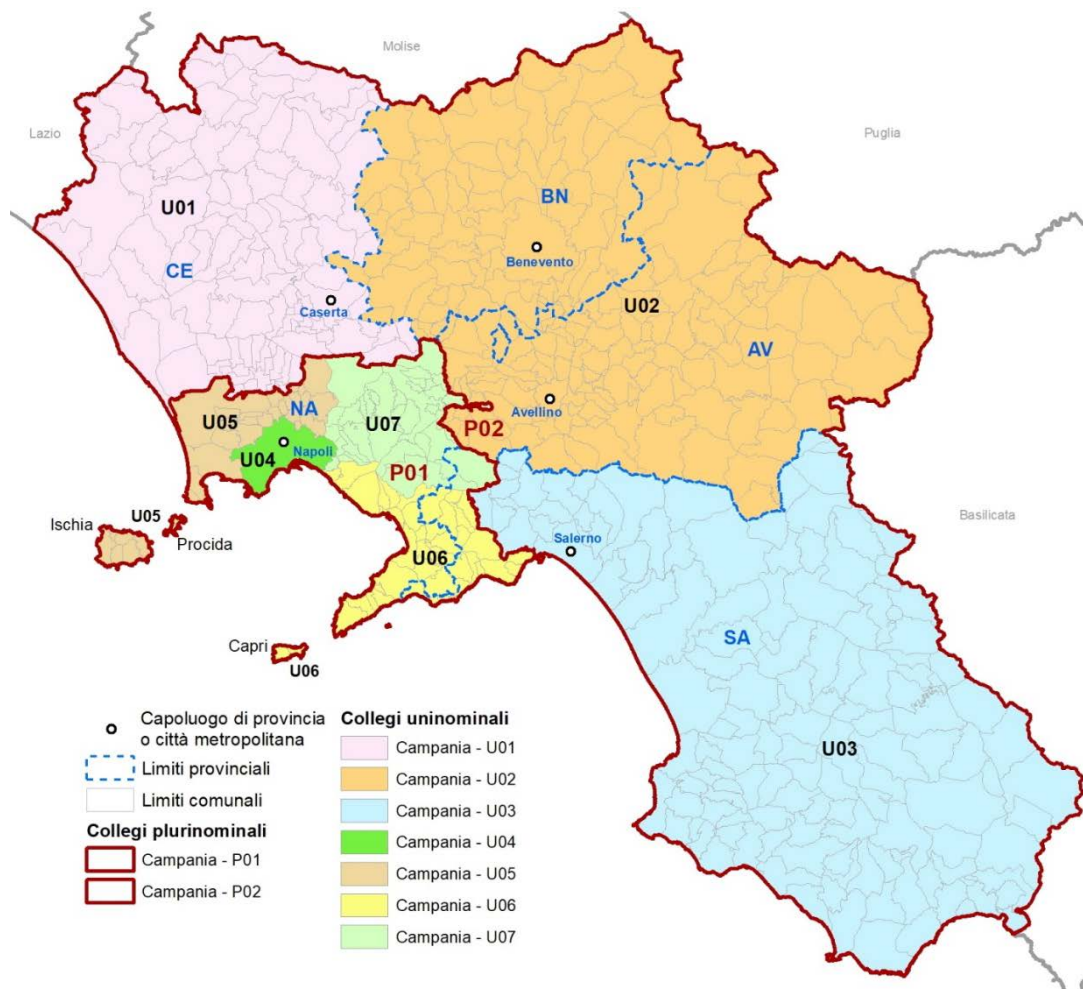 Molise
Lazio
Puglia
U01
BN
CE
Benevento
Caserta
U02
AV
NA
U05
U07
Avellino
P02
U04
Napoli
P01
U05
Ischia
Procida
Basilicata
Salerno
U06
SA
Capri
U06
U03
Capoluogo di provincia
o città metropolitana
Limiti provinciali
Limiti comunali
Collegi plurinominali
Campania - P01
Campania - P02
Collegi uninominali
Campania - U01
Campania - U02
Campania - U03
Campania - U04
Campania - U05
Campania - U06
Campania - U07